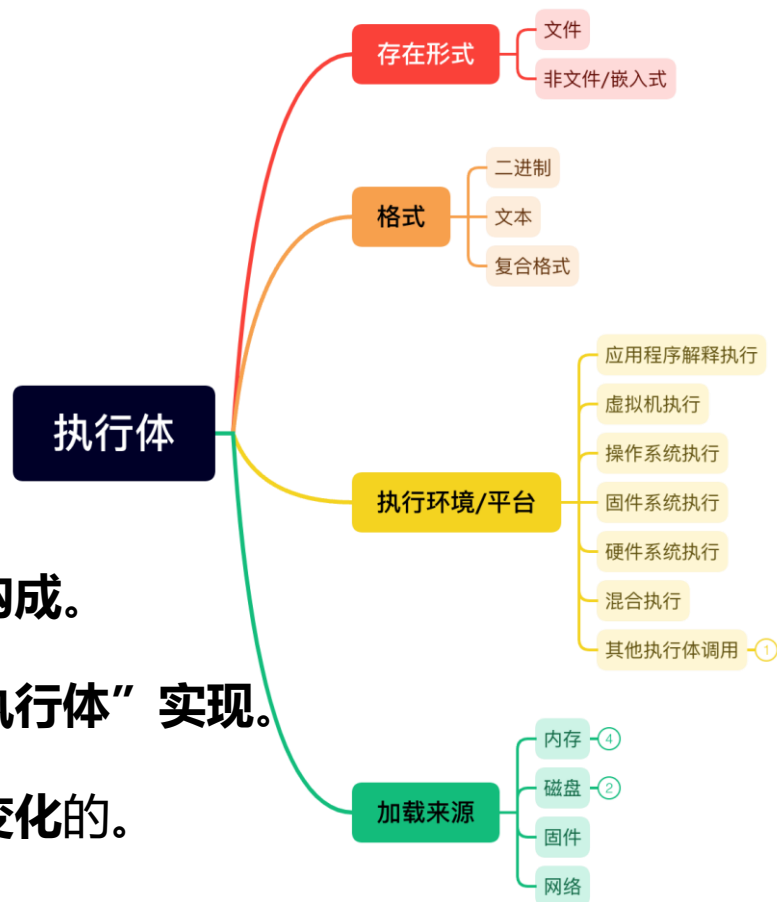 存在形式
文件
非文件/嵌入式
格式
二进制
文本
复合格式
执行体
执行环境/平台
应用程序解释执行
虚拟机执行
操作系统执行
固件系统执行
硬件系统执行
混合执行
其他执行体调用 1
加载来源
内存 4
磁盘 2
固件
网络
构成。
执行体”实现。
变化的。